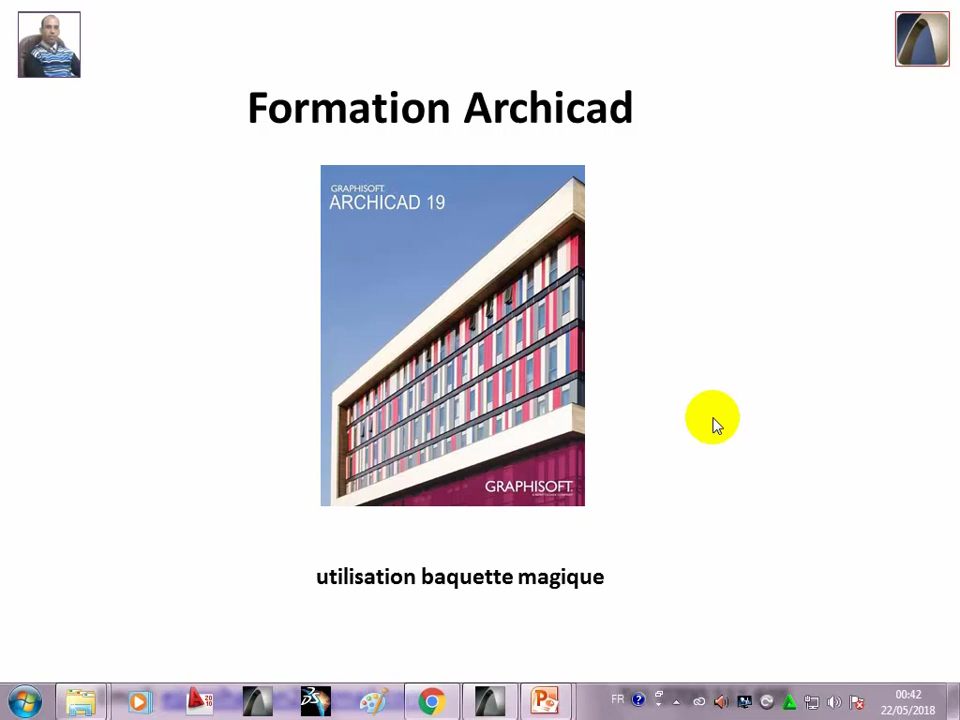 Formation Archicad
GRAPHISOFT
ARCHICAD 19
GRAPHISOFT
utilisation baquette magique
FR
00:42
22/05/2018